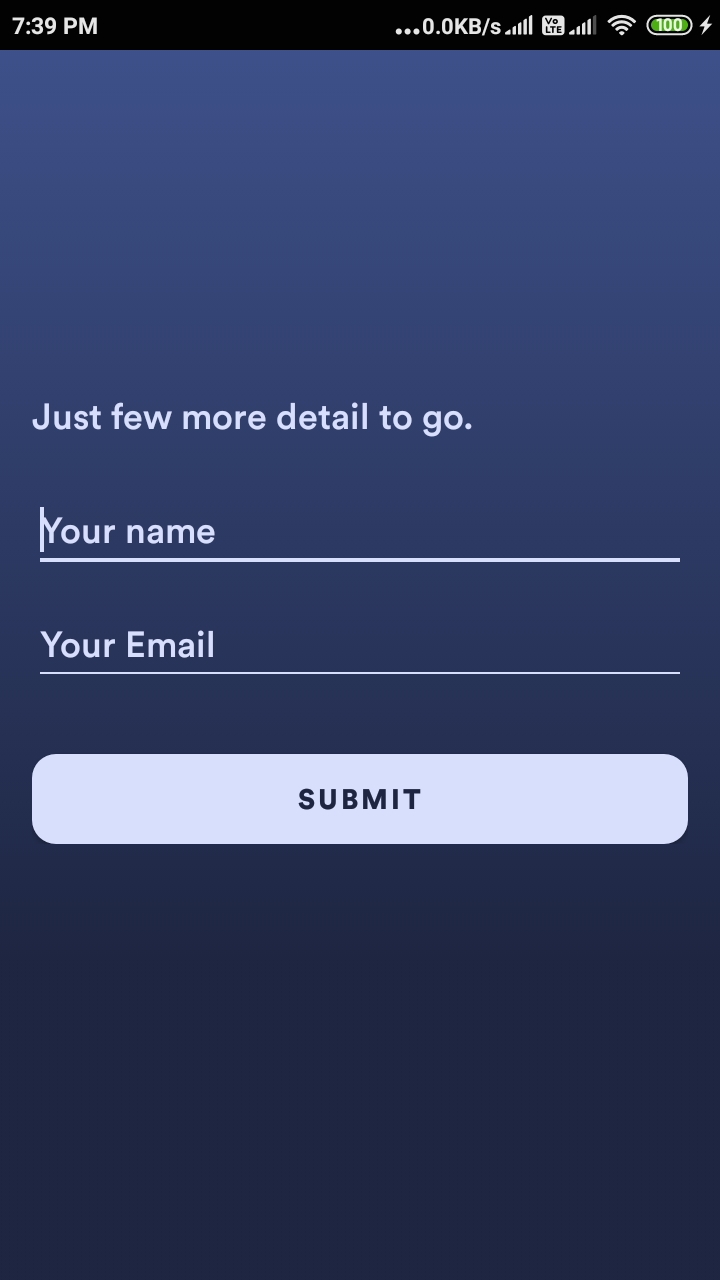 7:39 PM
...0.0KB/s Vo LTE 100
Just few more detail to go.
Your name
Your Email
SUBMIT